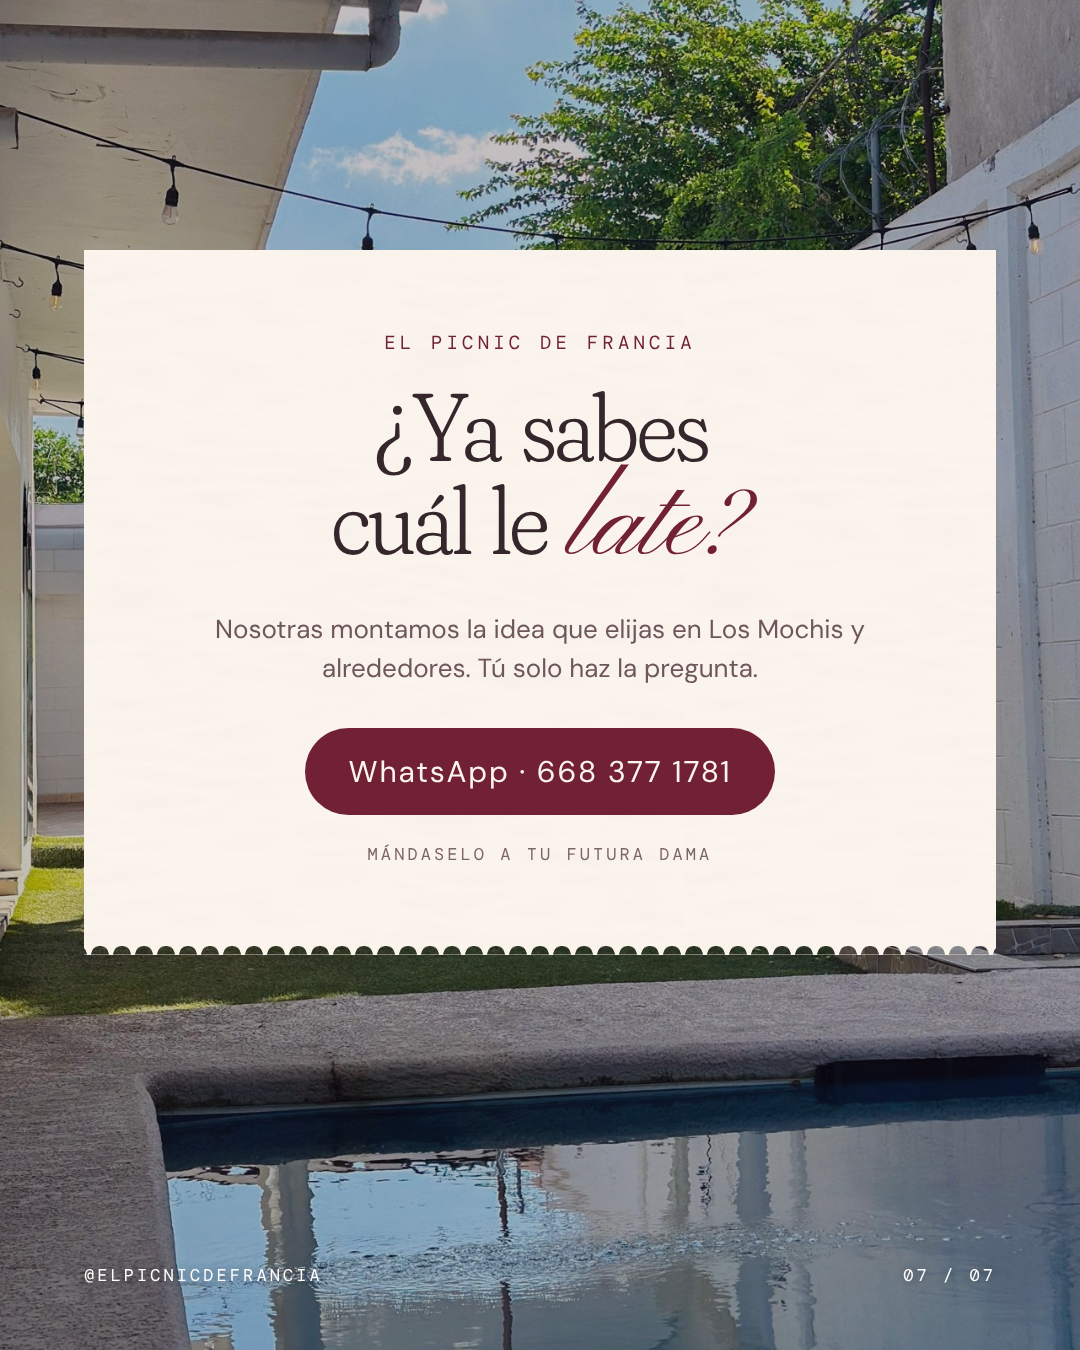 EL PICNIC DE FRANCIA
¿Ya sabes
cuál le late?
Nosotras montamos la idea que elijas en Los Mochis y
alrededores. Tú solo haz la pregunta.
WhatsApp · 668 377 1781
MÁNDASELO A TU FUTURA DAMA
@ELPICNICDEFRANCIA
07 / 07